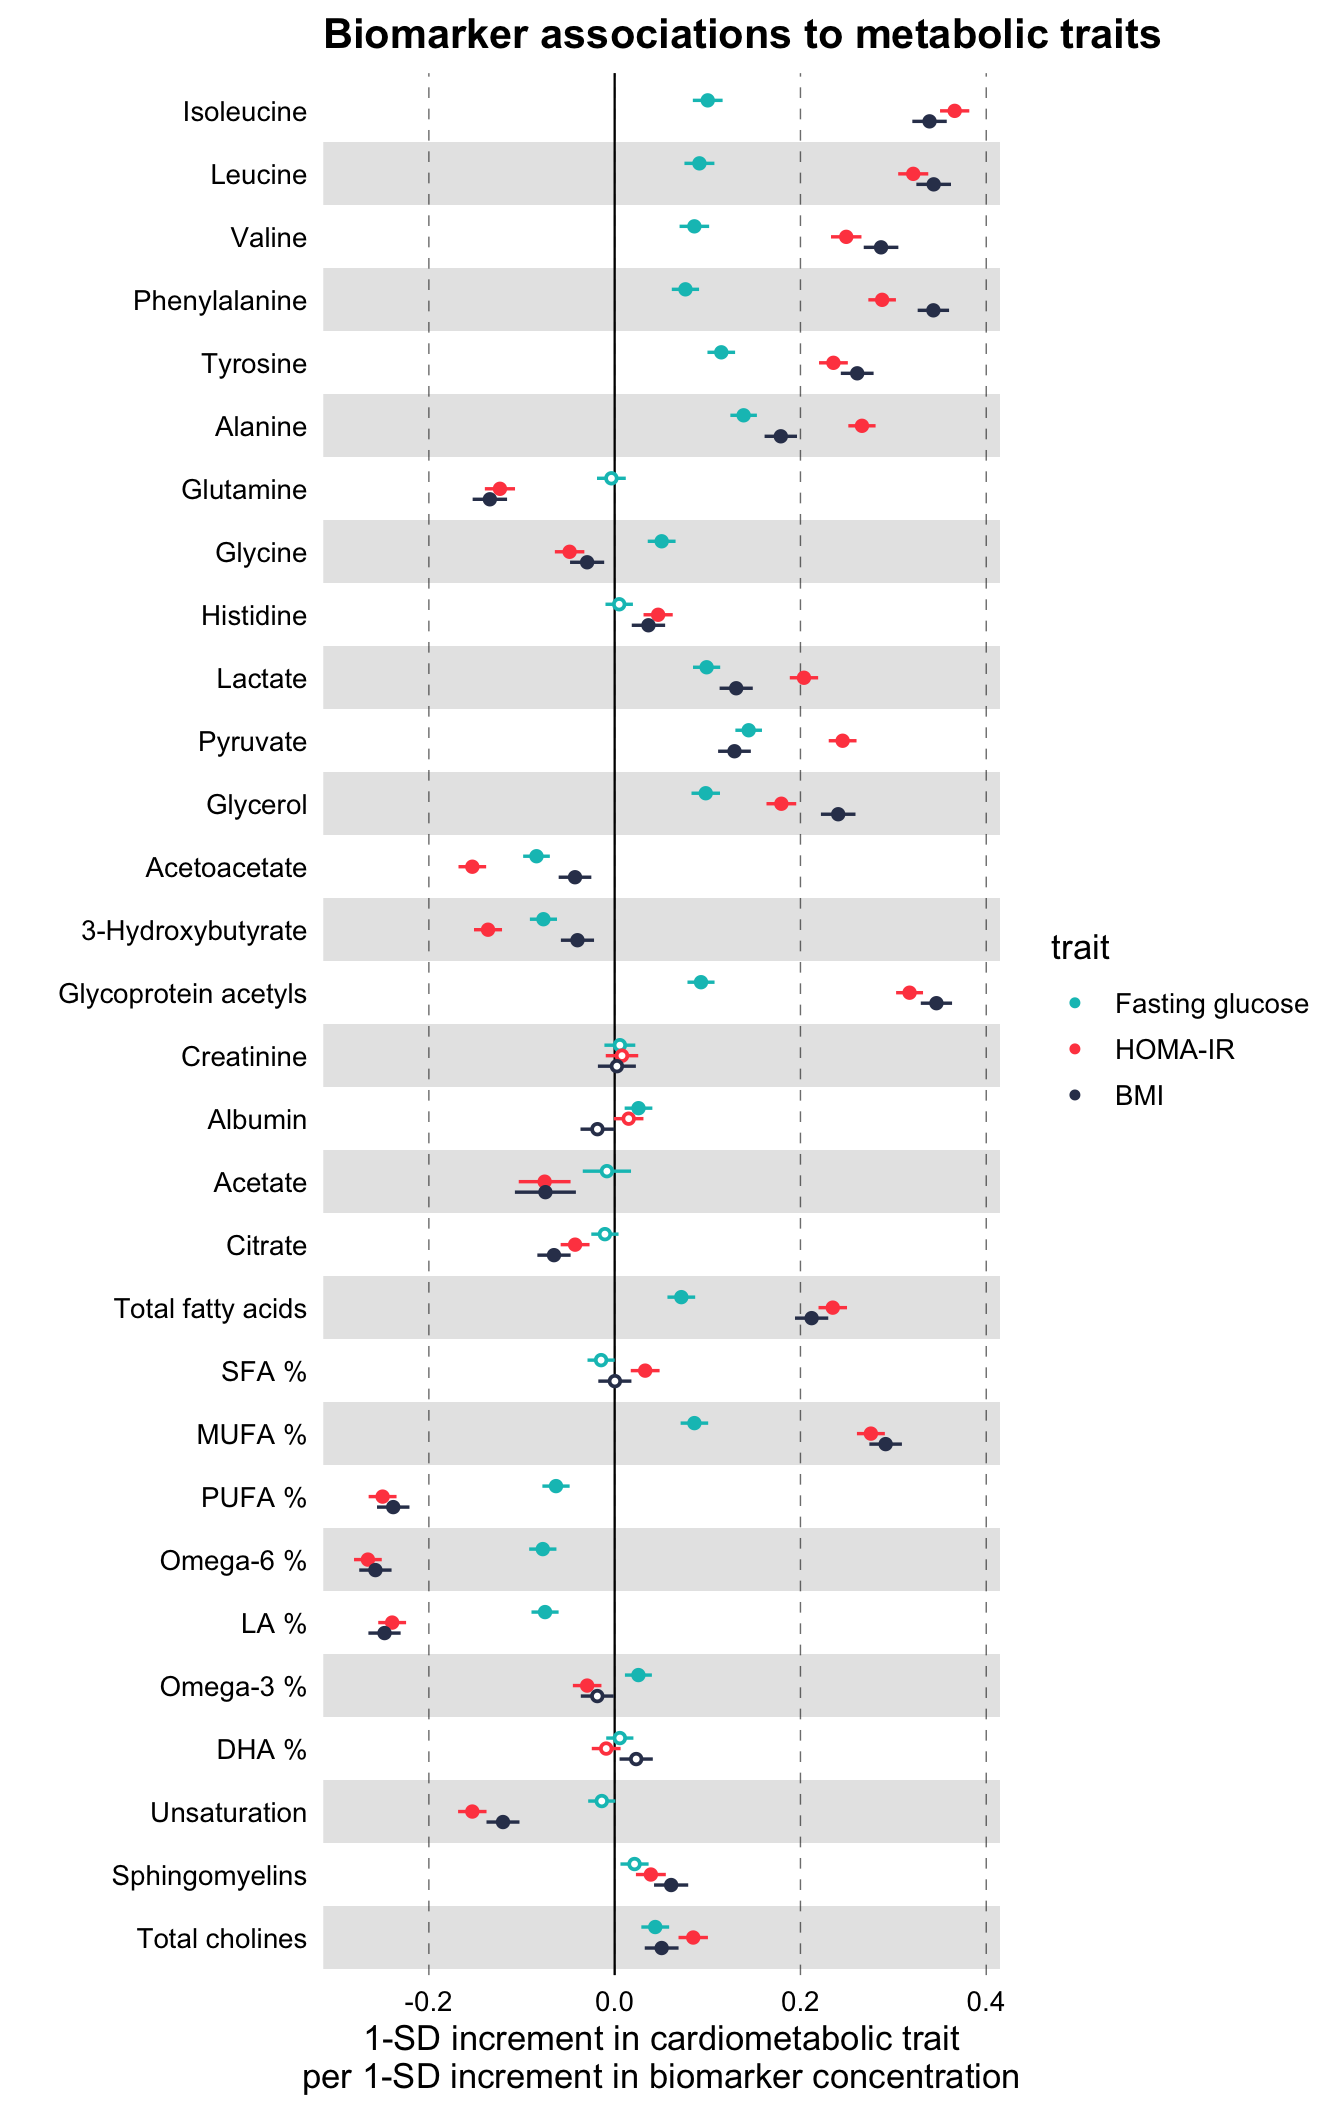 Biomarker associations to metabolic traits
Isoleucine
Leucine
Valine
Phenylalanine
Tyrosine
Alanine
Glutamine
Glycine
Histidine
Lactate
Pyruvate
Glycerol
Acetoacetate
3-Hydroxybutyrate
Glycoprotein acetyls
Creatinine
Albumin
Acetate
Citrate
Total fatty acids
SFA %
MUFA %
PUFA %
Omega-6 %
LA %
Omega-3 %
DHA %
Unsaturation
Sphingomyelins
Total cholines
-0.2 0.0 0.2 0.4
1-SD increment in cardiometabolic trait
per 1-SD increment in biomarker concentration
trait
Fasting glucose
HOMA-IR
BMI